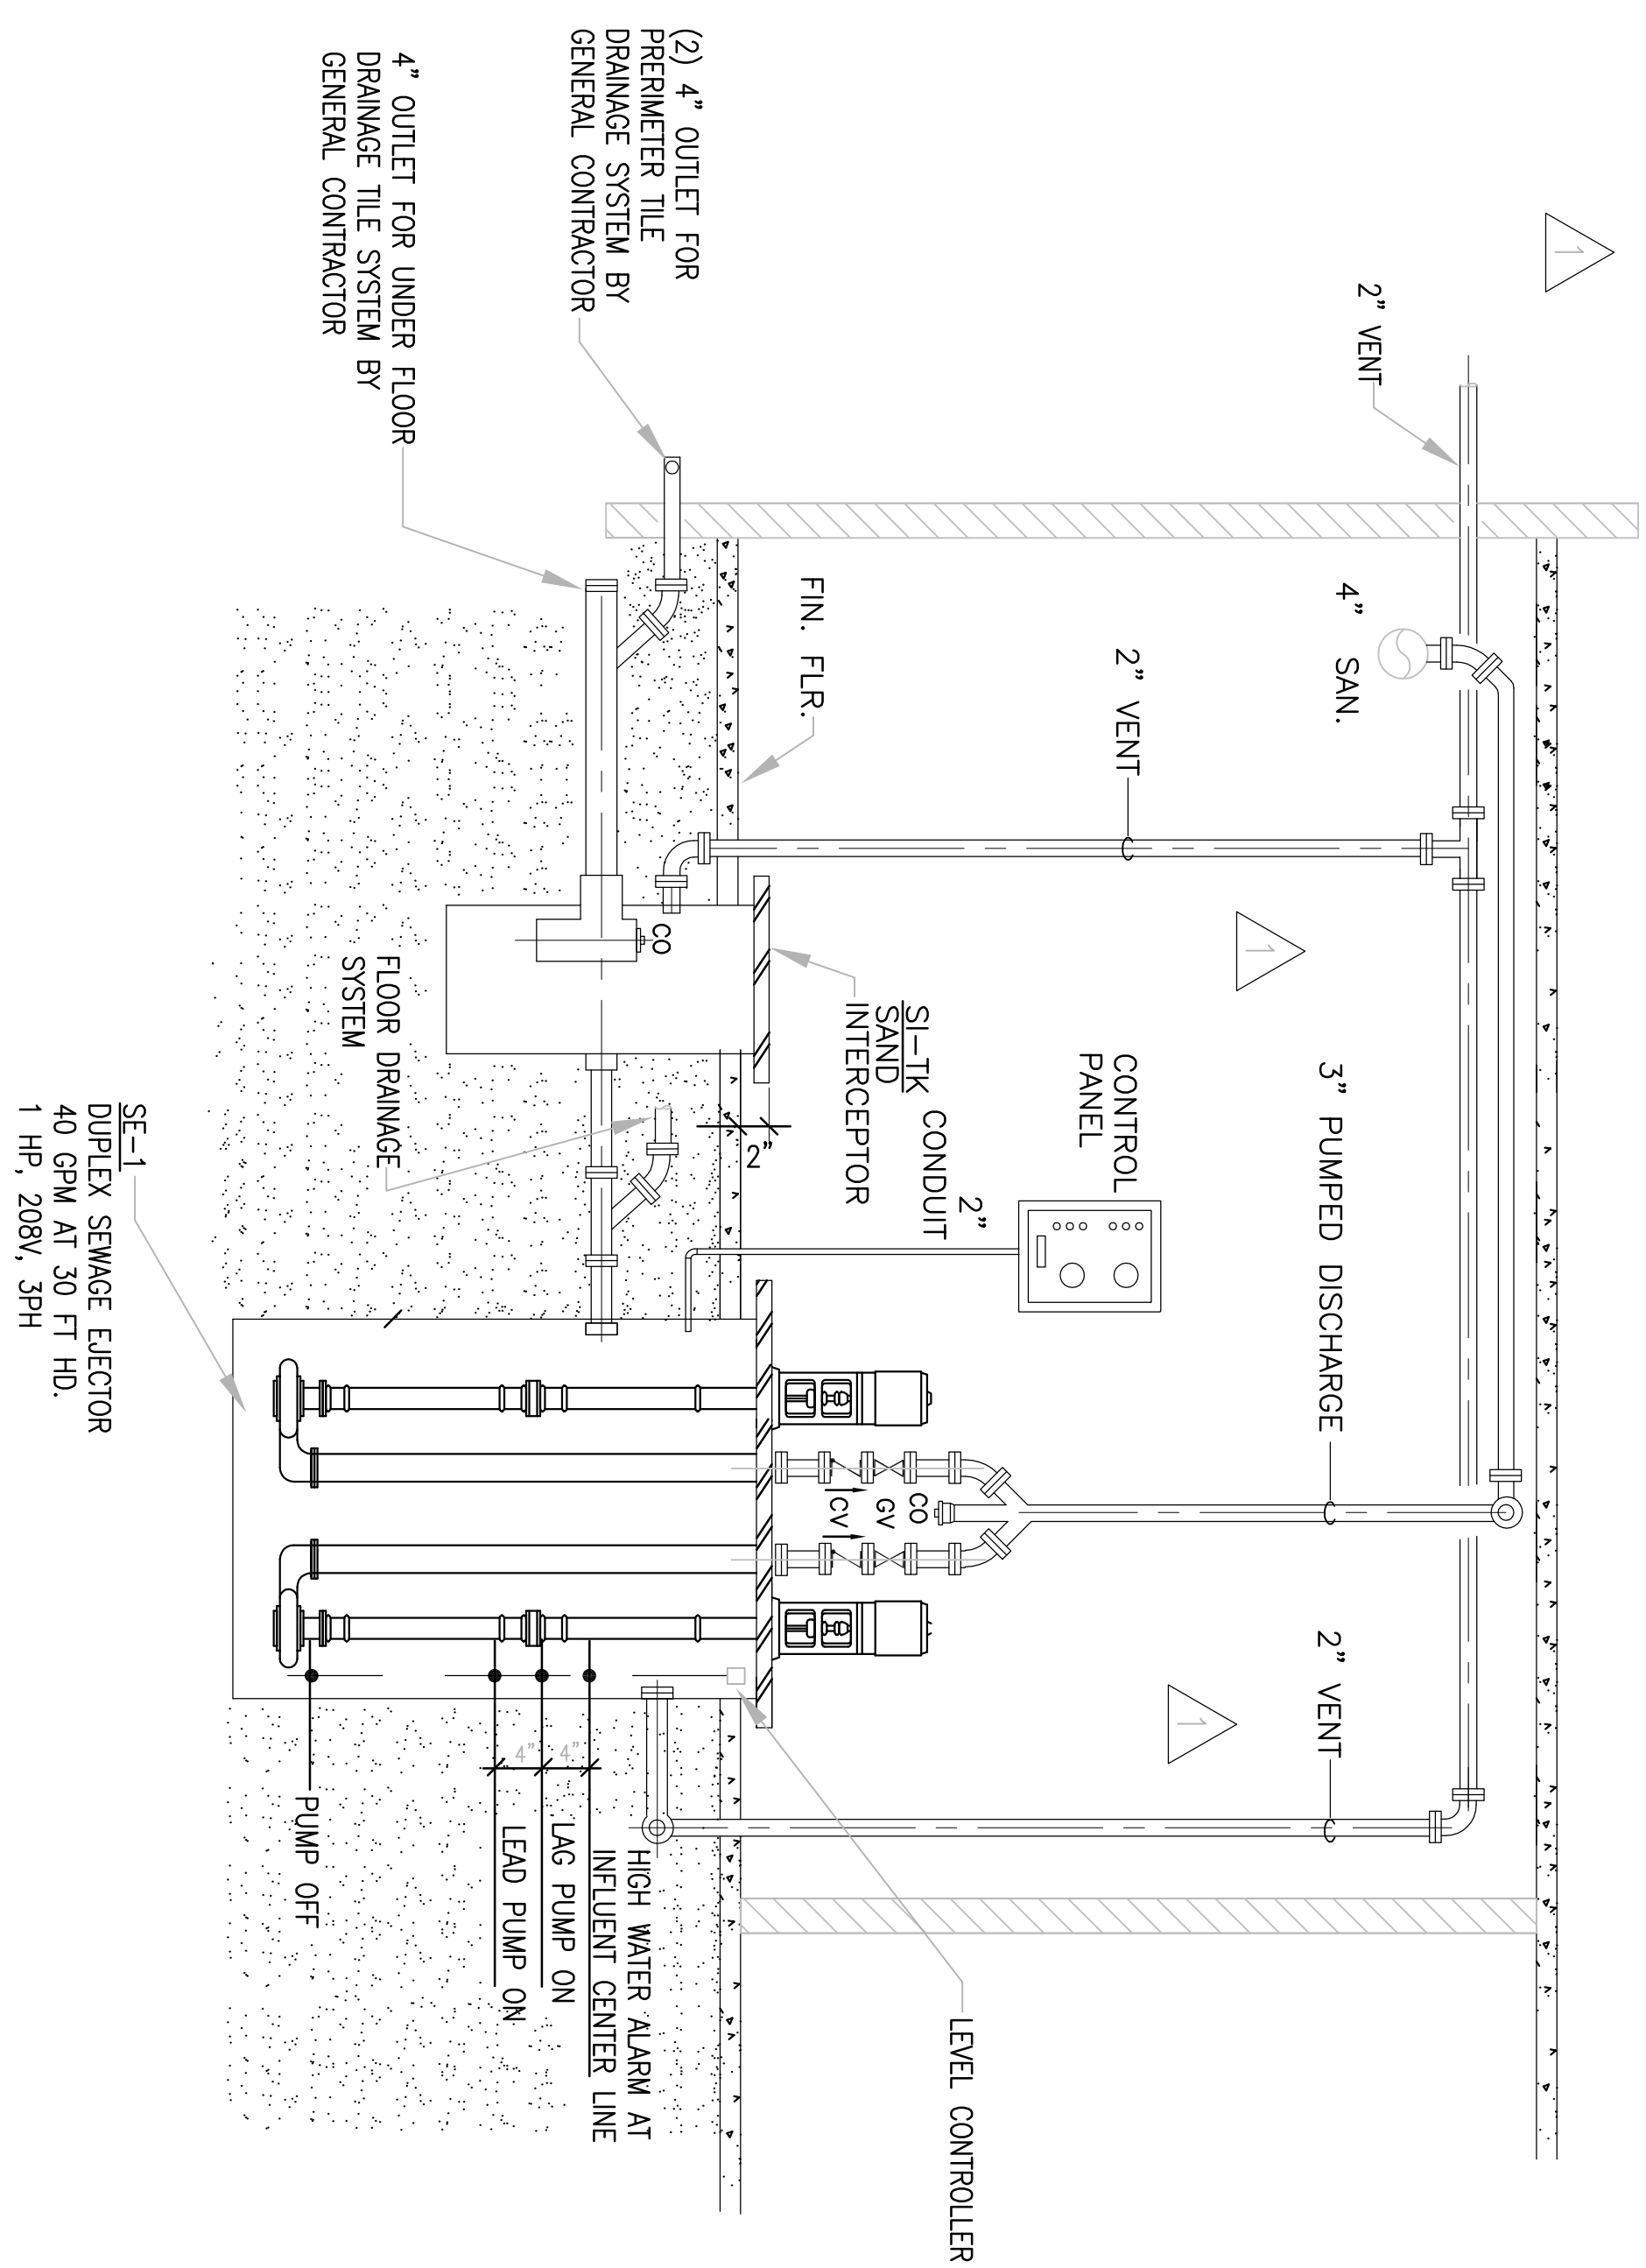 1
2" VENT
4" SAN.
3" PUMPED DISCHARGE
2" VENT
2" VENT
1
1
CONTROL
PANEL
2"
CONDUIT
SI-TK
SAND
INTERCEPTOR
LEVEL CONTROLLER
FIN. FLR.
CO
GV
CV
2"
(2) 4" OUTLET FOR
PRERIMETER TILE
DRAINAGE SYSTEM BY
GENERAL CONTRACTOR
CO
HIGH WATER ALARM AT
INFLUENT CENTER LINE
4"
4"
LAG PUMP ON
LEAD PUMP ON
4" OUTLET FOR UNDER FLOOR
DRAINAGE TILE SYSTEM BY
GENERAL CONTRACTOR
FLOOR DRAINAGE
SYSTEM
PUMP OFF
SE-1
DUPLEX SEWAGE EJECTOR
40 GPM AT 30 FT HD.
1 HP, 208V, 3PH